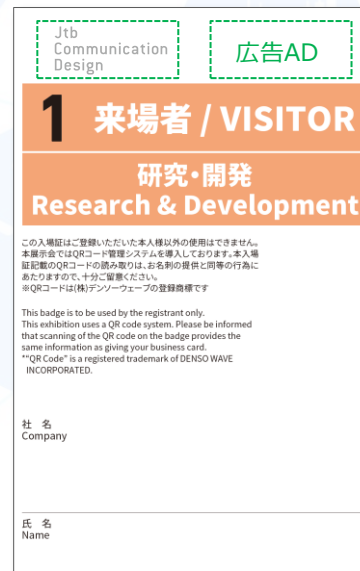 Jtb
Communication
Design
広告AD
1 来場者 / VISITOR
研究・開発
Research & Development
この入場証はご登録いただいた本人様以外の使用はできません。
本展示会ではQRコード管理システムを導入しております。本入場
証記載のQRコードの読み取りは、お名刺の提供と同等の行為に
あたりますので、十分ご留意ください。
※QRコードは(株)デンソーウェーブの登録商標です
This badge is to be used by the registrant only.
This exhibition uses a QR code system. Please be informed
that scanning of the QR code on the badge provides the
same information as giving your business card.
*"QR Code" is a registered trademark of DENSO WAVE
INCORPORATED.
社 名
Company
氏 名
Name